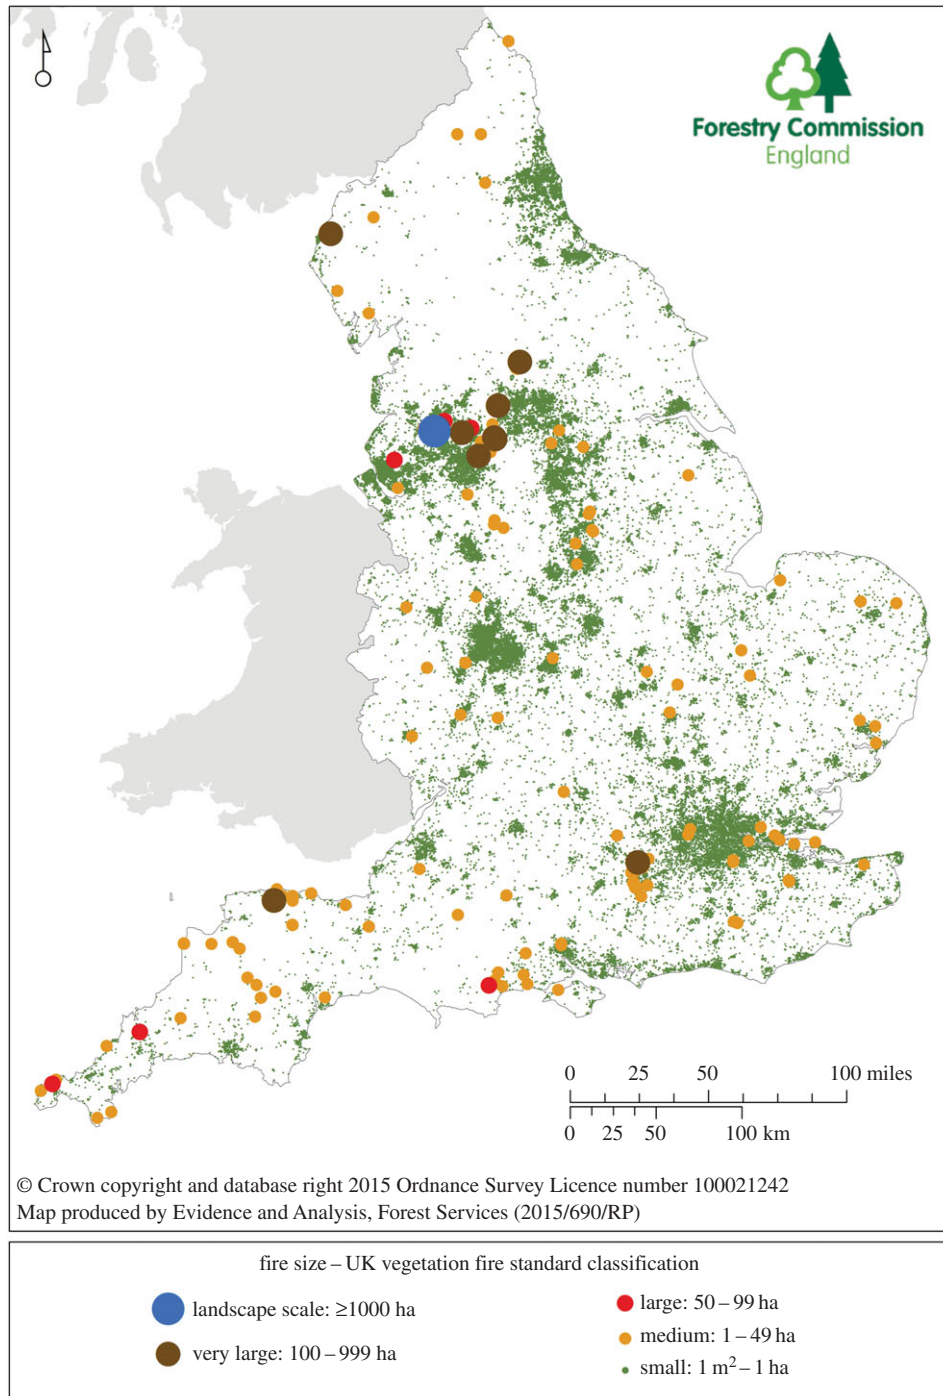 Forestry Commission
England
0 25 50 100 miles
0 25 50 100 km
© Crown copyright and database right 2015 Ordnance Survey Licence number 100021242
Map produced by Evidence and Analysis, Forest Services (2015/690/RP)
fire size – UK vegetation fire standard classification
landscape scale: ≥1000 ha
very large: 100 – 999 ha
large: 50 – 99 ha
medium: 1 – 49 ha
small: 1 m² – 1 ha